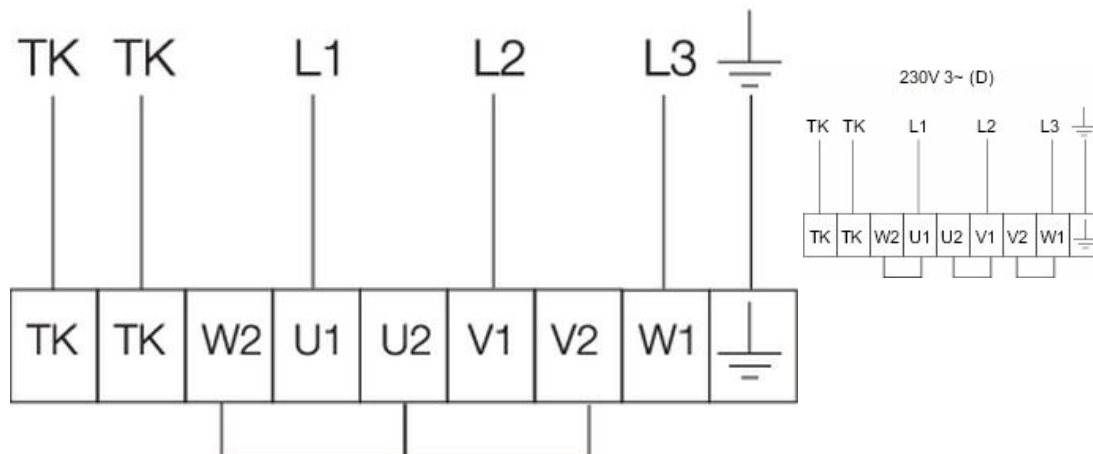 TK TK L1 L2 L3
TK TK W2 U1 U2 V1 V2 W1
230V 3~ (D)
TK TK L1 L2 L3
TK TK W2 U1 U2 V1 V2 W1